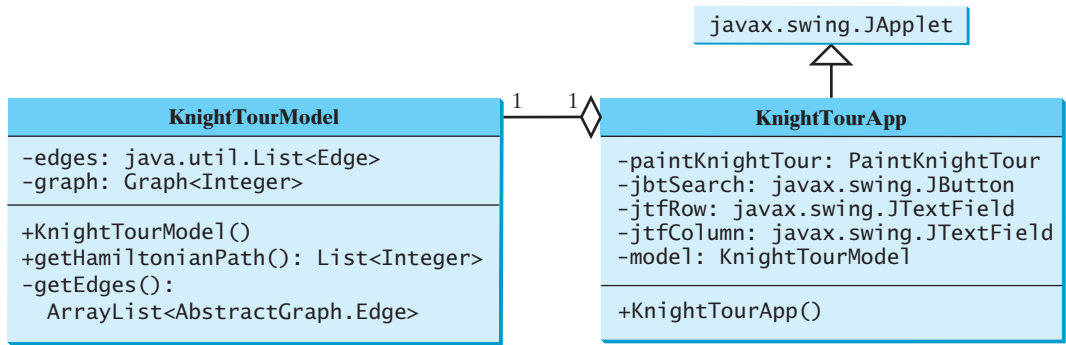 javax.swing.JApplet
KnightTourModel
-edges: java.util.List<Edge>
-graph: Graph<Integer>
+KnightTourModel()
+getHamiltonianPath(): List<Integer>
-getEdges():
ArrayList<AbstractGraph.Edge>
1
1
KnightTourApp
-paintKnightTour: PaintKnightTour
-jbtSearch: javax.swing.JButton
-jtfRow: javax.swing.JTextField
-jtfColumn: javax.swing.JTextField
-model: KnightTourModel
+KnightTourApp()